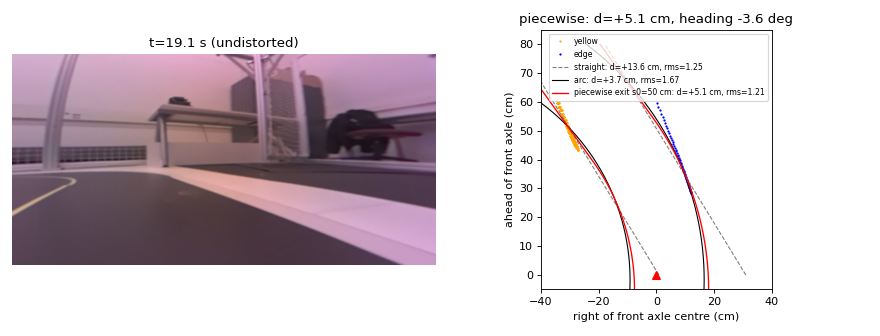 t=19.1 s (undistorted)
piecewise: d=+5.1 cm, heading -3.6 deg
yellow
edge
straight: d=+13.6 cm, rms=1.25
arc: d=+3.7 cm, rms=1.67
piecewise exit s0=50 cm: d=+5.1 cm, rms=1.21
ahead of front axle (cm)
80
70
60
50
40
30
20
10
0
−40
−20
0
20
40
right of front axle centre (cm)